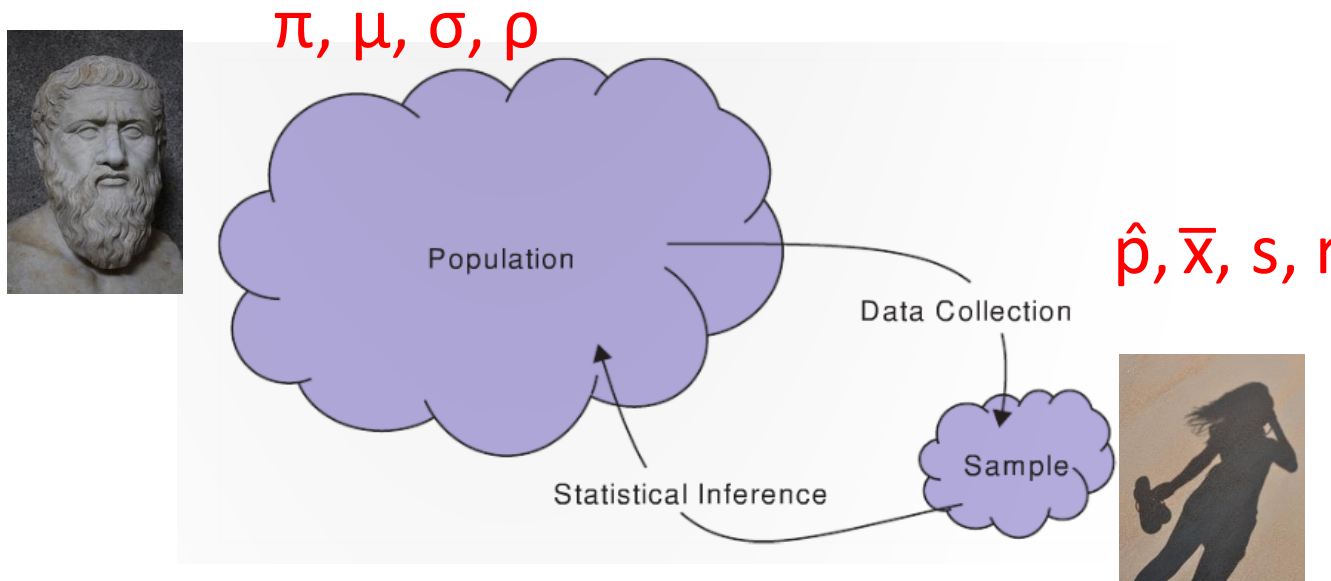 π, μ, σ, ρ
Population
p̂, x̅, s, r
Data Collection
Sample
Statistical Inference